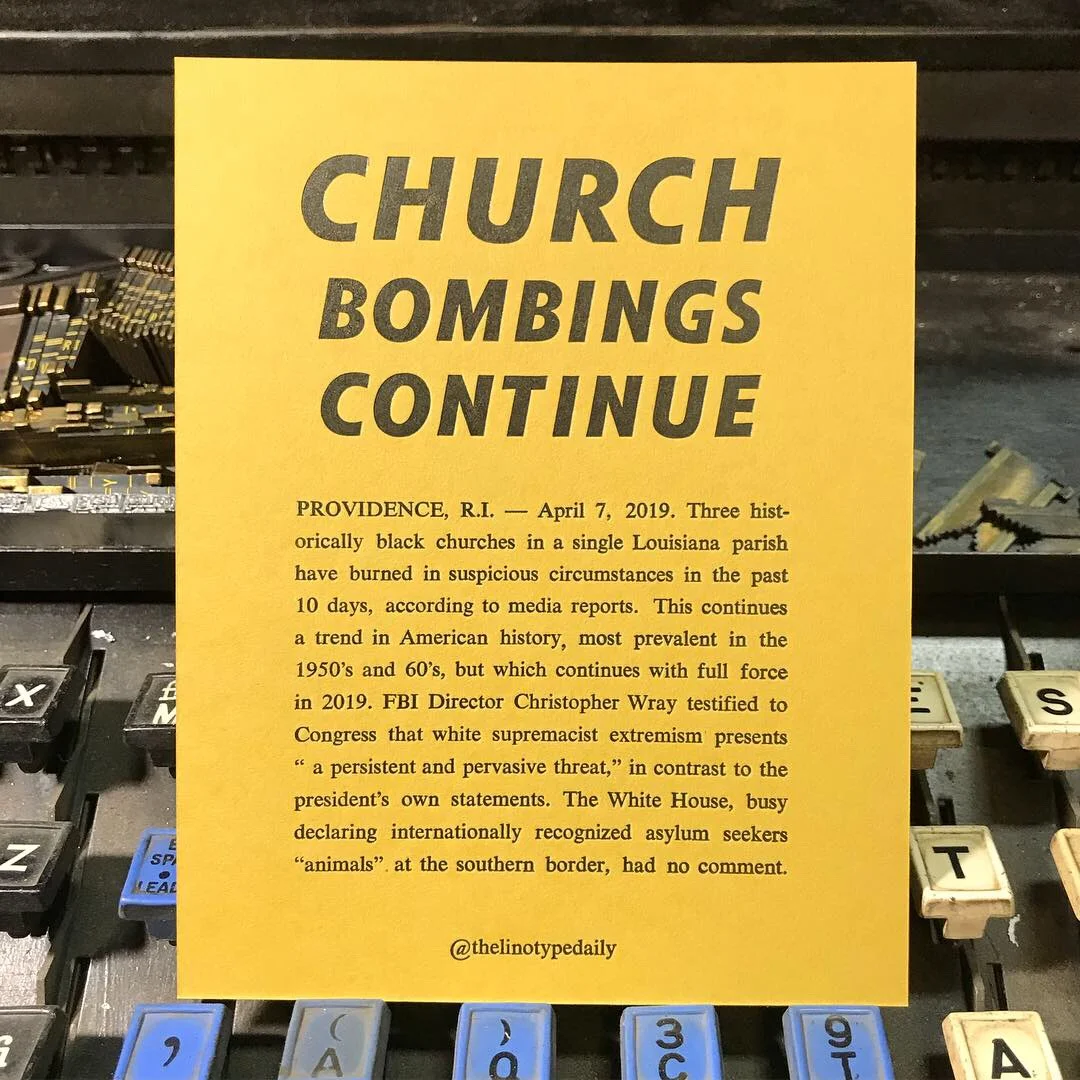 CHURCH
BOMBINGS
CONTINUE
PROVIDENCE, R.I. — April 7, 2019. Three hist-
orically black churches in a single Louisiana parish
have burned in suspicious circumstances in the past
10 days, according to media reports. This continues
a trend in American history, most prevalent in the
1950's and 60's, but which continues with full force
in 2019. FBI Director Christopher Wray testified to
Congress that white supremacist extremism presents
“ a persistent and pervasive threat,” in contrast to the
president's own statements. The White House, busy
declaring internationally recognized asylum seekers
“animals” at the southern border, had no comment.
@thelinotypedaily
X
E
S
Z
T
,
( A
) Q
3 C
9 T
A